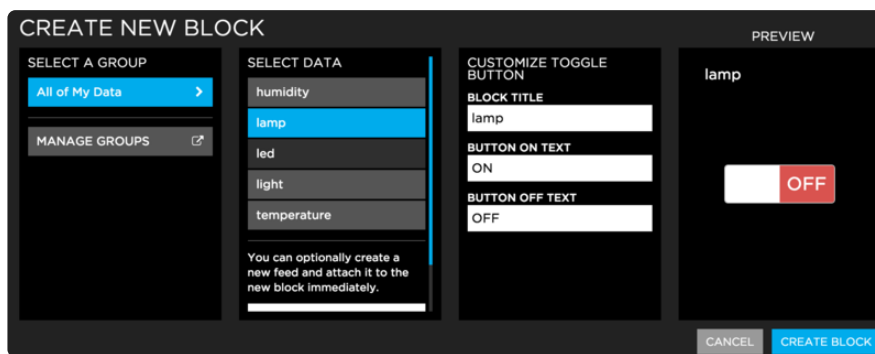 CREATE NEW BLOCK
SELECT A GROUP
All of My Data
MANAGE GROUPS
SELECT DATA
humidity
lamp
led
light
temperature
You can optionally create a
new feed and attach it to the
new block immediately.
CUSTOMIZE TOGGLE
BUTTON
BLOCK TITLE
lamp
BUTTON ON TEXT
ON
BUTTON OFF TEXT
OFF
PREVIEW
lamp
OFF
CANCEL
CREATE BLOCK